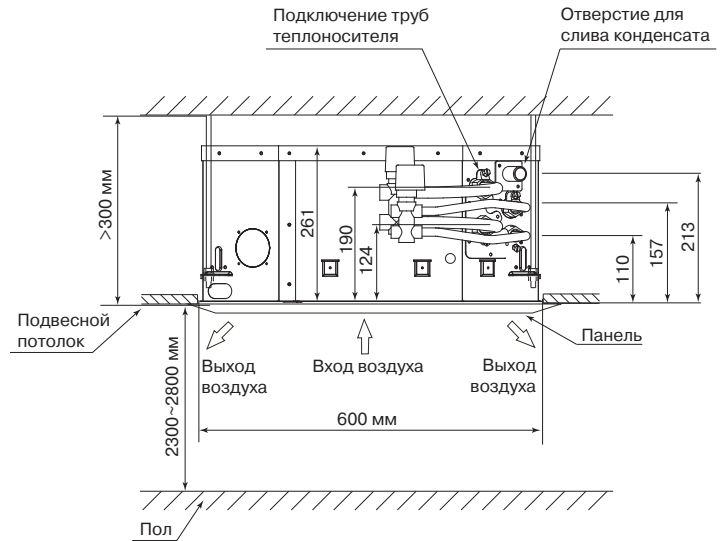 Подключение труб
теплоносителя
Отверстие для
слива конденсата
>300 мм
261
190
124
110
157
213
Подвесной
потолок
Панель
Выход
воздуха
Вход воздуха
Выход
воздуха
2300~2800 мм
600 мм
Пол